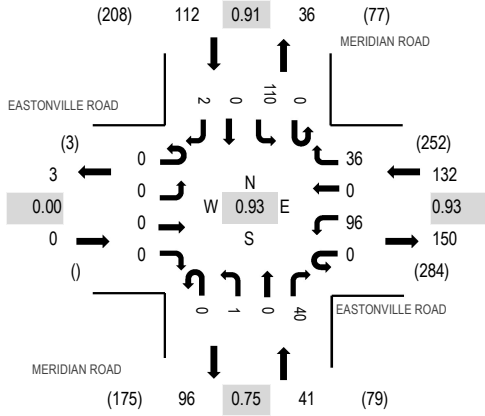 (208) 112 0.91 36 (77)
MERIDIAN ROAD
EASTONVILLE ROAD
2 0 110 0
(3) 0 36 (252)
3 0 0 132
0.00 N W 0.93 E S 0.93
0 0 96 150
() 0 0 (284)
EASTONVILLE ROAD
0 1 0 40
MERIDIAN ROAD
(175) 96 0.75 41 (79)